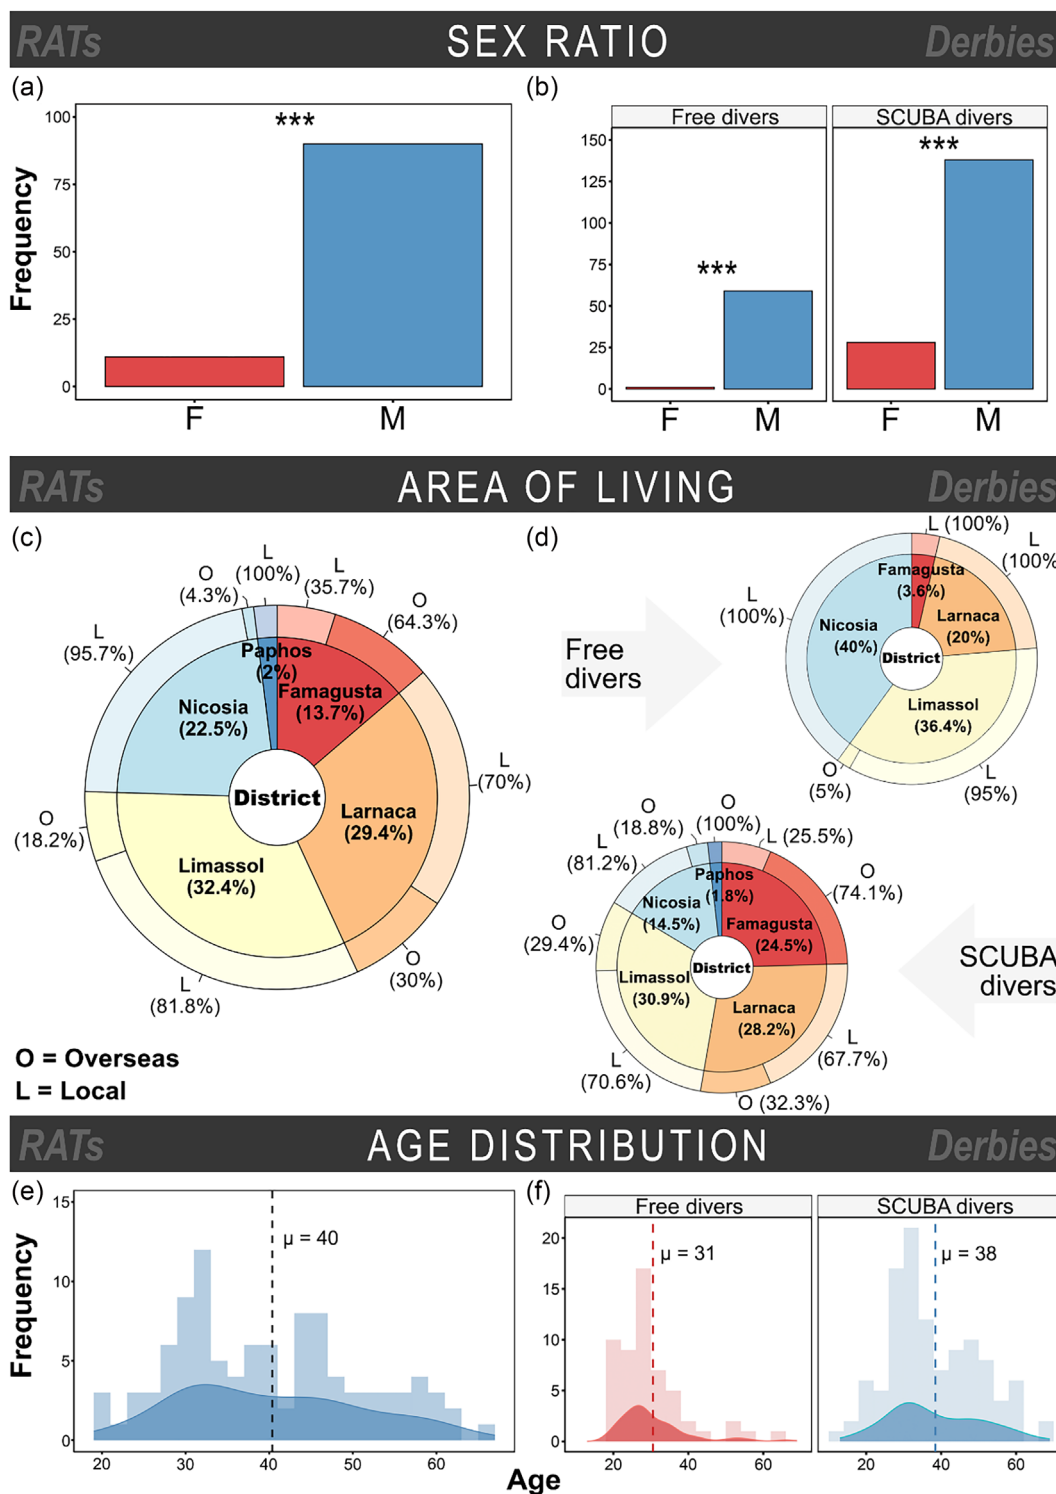 RATs SEX RATIO Derbies
(a)
(b)
Free divers SCUBA divers
Frequency
100
75
50
25
0
***
F M
150
125
100
75
50
25
0
***
***
F M F M
RATs AREA OF LIVING Derbies
(c)
O
(4.3%)
L
(100%)
L
(35.7%)
O
(64.3%)
L
(95.7%)
Paphos
(2%)
Famagusta
(13.7%)
Nicosia
(22.5%)
L
(70%)
District
Larnaca
(29.4%)
O
(18.2%)
Limassol
(32.4%)
L
(81.8%)
O
(30%)
O = Overseas
L = Local
(d)
L (100%)
L
(100%
Famagusta
(3.6%)
L
(100%)
Nicosia
(40%)
Larnaca
(20%)
District
Free
divers
Limassol
(36.4%)
O
(5%)
L
(95%)
O
(18.8%)
O
(100%)
L (25.5%)
L
(81.2%)
O
(74.1%)
Paphos
(1.8%)
Nicosia
(14.5%)
Famagusta
(24.5%)
O
(29.4%)
District
Limassol
(30.9%)
Larnaca
(28.2%)
SCUBA
divers
L
(70.6%)
L
(67.7%)
O (32.3%)
RATs AGE DISTRIBUTION Derbies
(e)
(f)
Free divers SCUBA divers
Frequency
15
10
5
0
μ = 40
20 30 40 50 60
20
15
10
5
0
μ = 31
μ = 38
20 40 60 20 40 60
Age